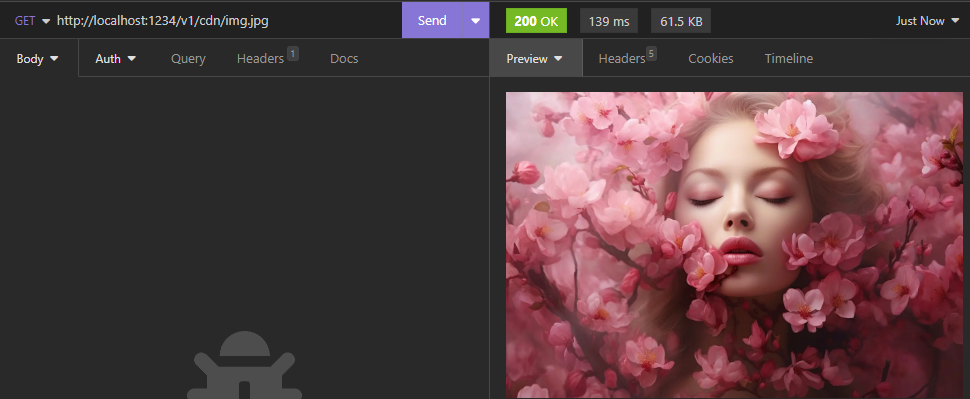 GET http://localhost:1234/v1/cdn/img.jpg Send 200 OK 139 ms 61.5 KB Just Now
Body Auth Query Headers 1 Docs Preview Headers 5 Cookies Timeline